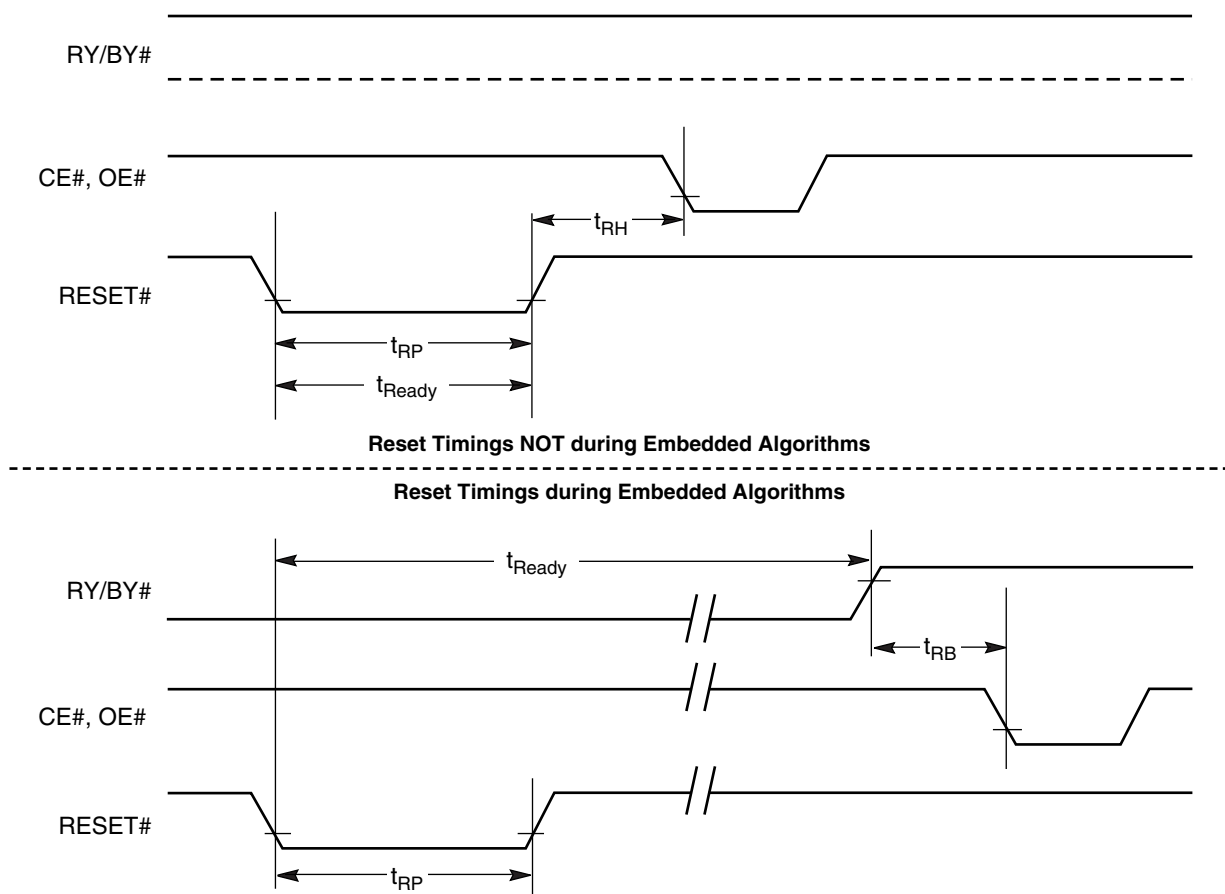 RY/BY#
CE#, OE#
tRH
RESET#
tRP
tReady
Reset Timings NOT during Embedded Algorithms
Reset Timings during Embedded Algorithms
tReady
RY/BY#
tRB
CE#, OE#
RESET#
tRP